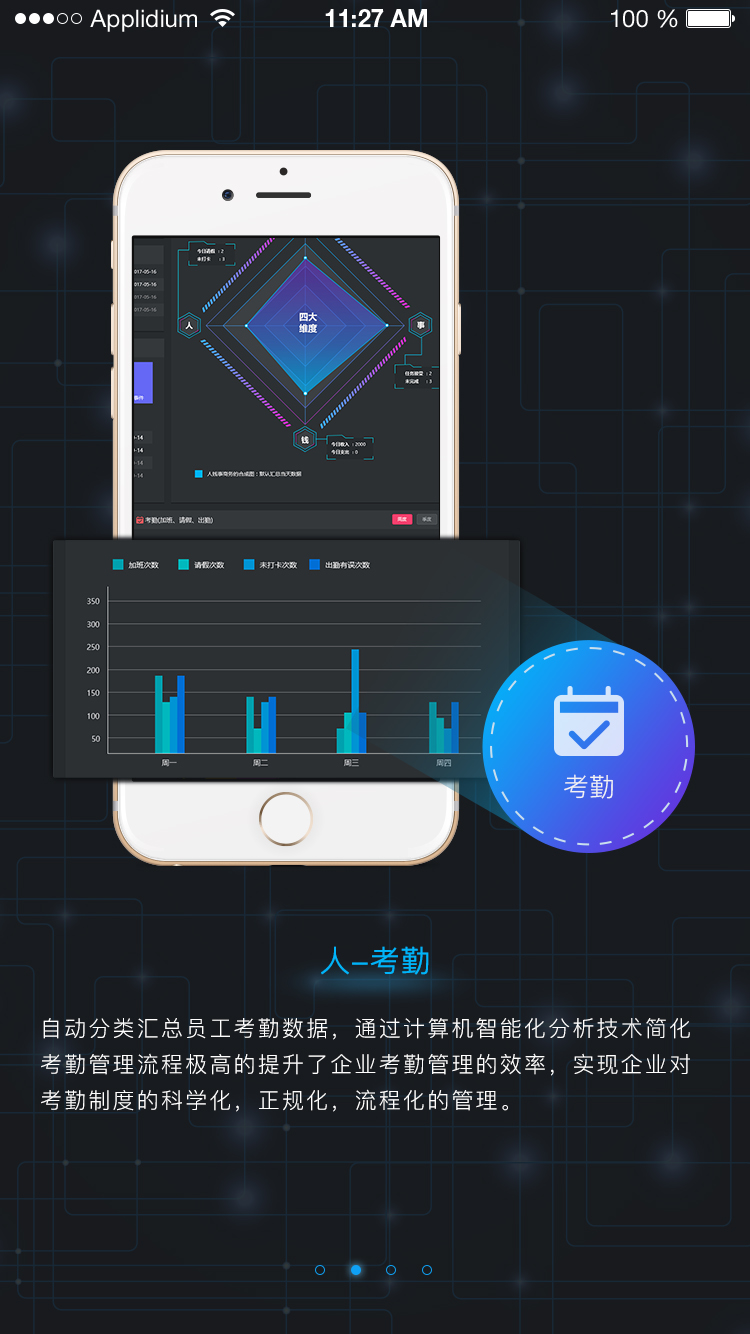 Applidium
11:27 AM
100 %
今日请假：2
未打卡：3
017-05-16
017-05-16
017-05-16
017-05-16
人
四大
维度
事
任务接受：2
未完成：3
事件
钱
今日收入：2000
今日支出：0
-14
-14
-14
-14
人钱事商务的合成图：默认汇总当天数据
考勤(加班、请假、出勤)
加班次数
请假次数
未打卡次数
出勤有误次数
350
300
250
200
150
100
50
周一
周二
周三
周四
考勤
人–考勤
自动分类汇总员工考勤数据，通过计算机智能化分析技术简化
考勤管理流程极高的提升了企业考勤管理的效率，实现企业对
考勤制度的科学化，正规化，流程化的管理。